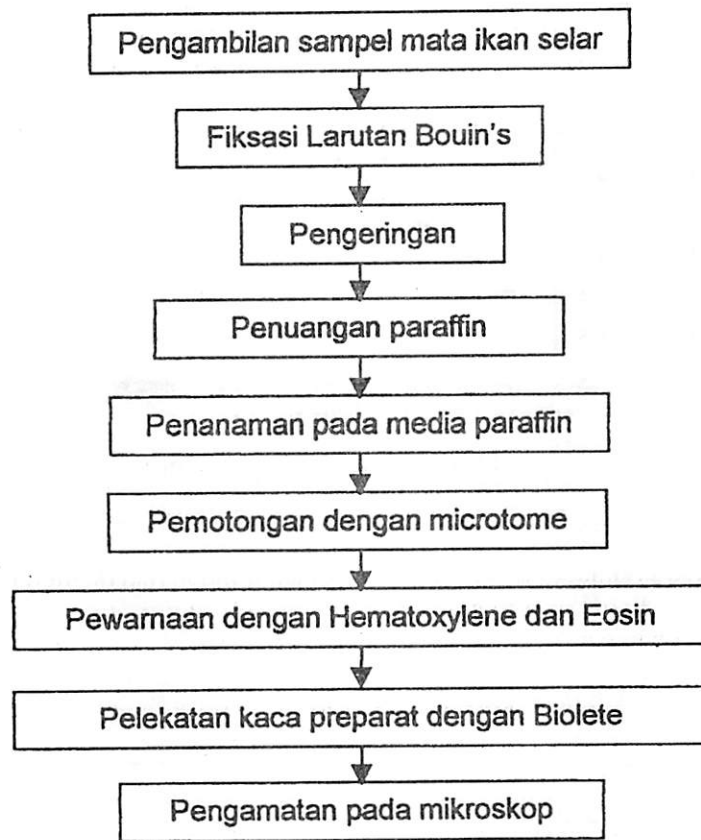 Pengambilan sampel mata ikan selar
Fiksasi Larutan Bouin's
Pengeringan
Penuangan paraffin
Penanaman pada media paraffin
Pemotongan dengan microtome
Pewarnaan dengan Hematoxylene dan Eosin
Pelekatan kaca preparat dengan Biolete
Pengamatan pada mikroskop